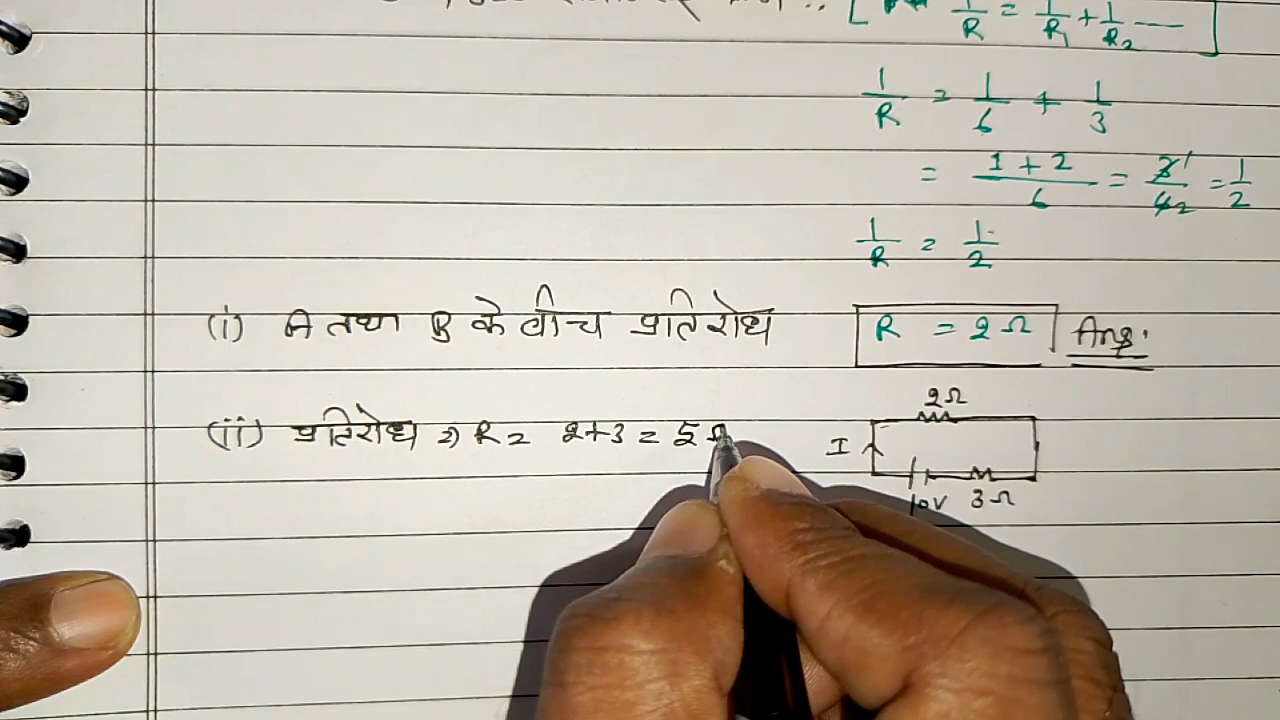 [ 1/R = 1/R₁ + 1/R₂ — ]
1/R = 1/6 + 1/3
= (1 + 2)/6 = 3/6 = 1/2
1/R = 1/2
(i) A तथा B के बीच प्रतिरोध R = 2Ω Ans.
(ii) प्रतिरोध ⇒ R = 2+3 = 5Ω
2Ω
I
10V 3Ω